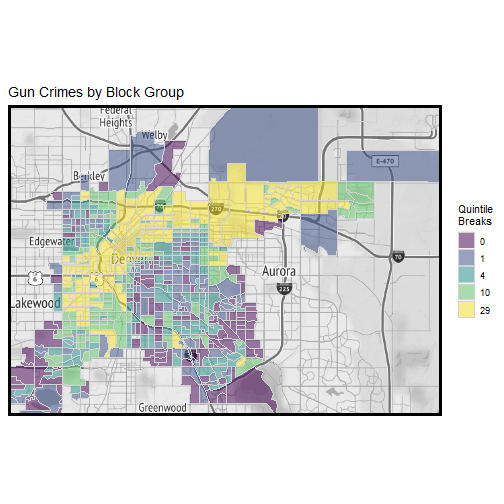 Gun Crimes by Block Group
Federal
Heights
Welby
Berkley
E-470
270
Edgewater
Denver
70
Aurora
6
6
225
Lakewood
Greenwood
Quintile
Breaks
0
1
4
10
29